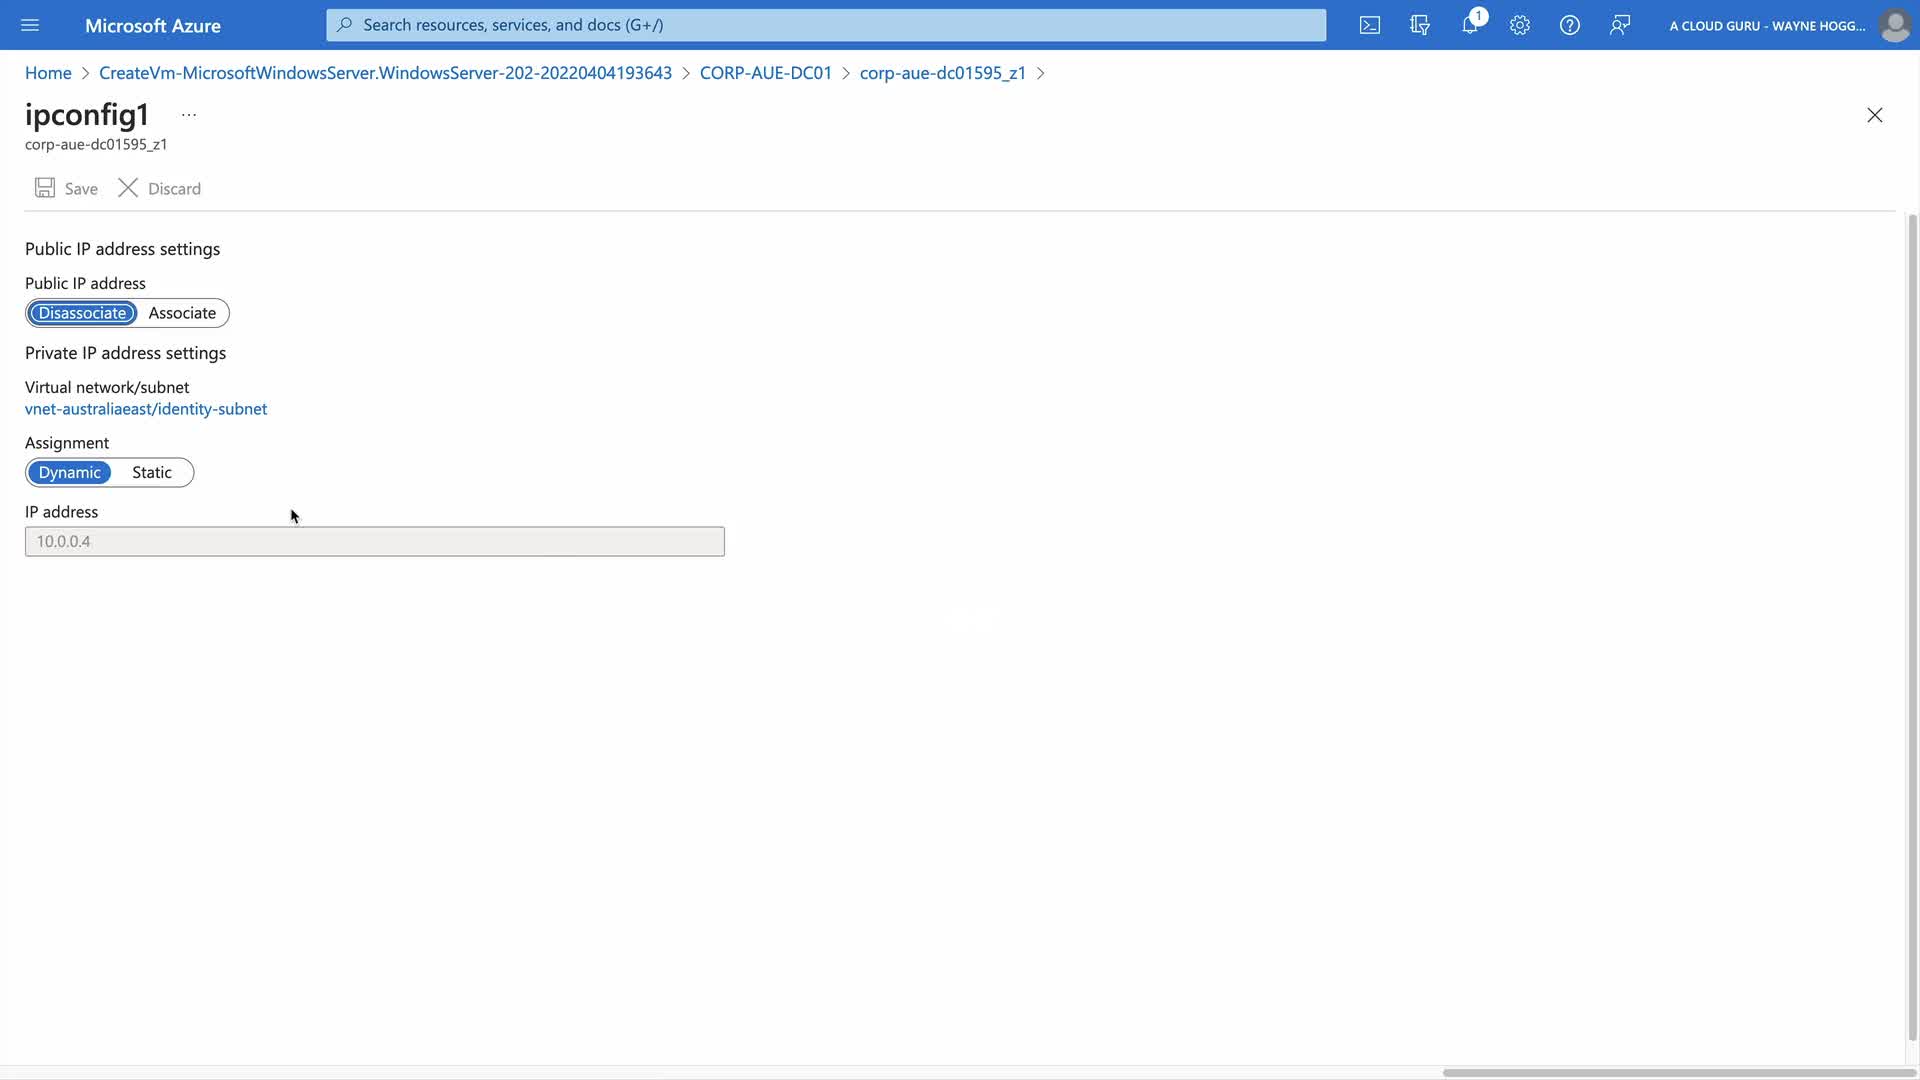 Microsoft Azure
Search resources, services, and docs (G+/)
1
A CLOUD GURU - WAYNE HOGG...
Home > CreateVm-MicrosoftWindowsServer.WindowsServer-202-20220404193643 > CORP-AUE-DC01 > corp-aue-dc01595_z1 >
ipconfig1 ...
corp-aue-dc01595_z1
Save Discard
Public IP address settings
Public IP address
Disassociate Associate
Private IP address settings
Virtual network/subnet
vnet-australiaeast/identity-subnet
Assignment
Dynamic Static
IP address
10.0.0.4